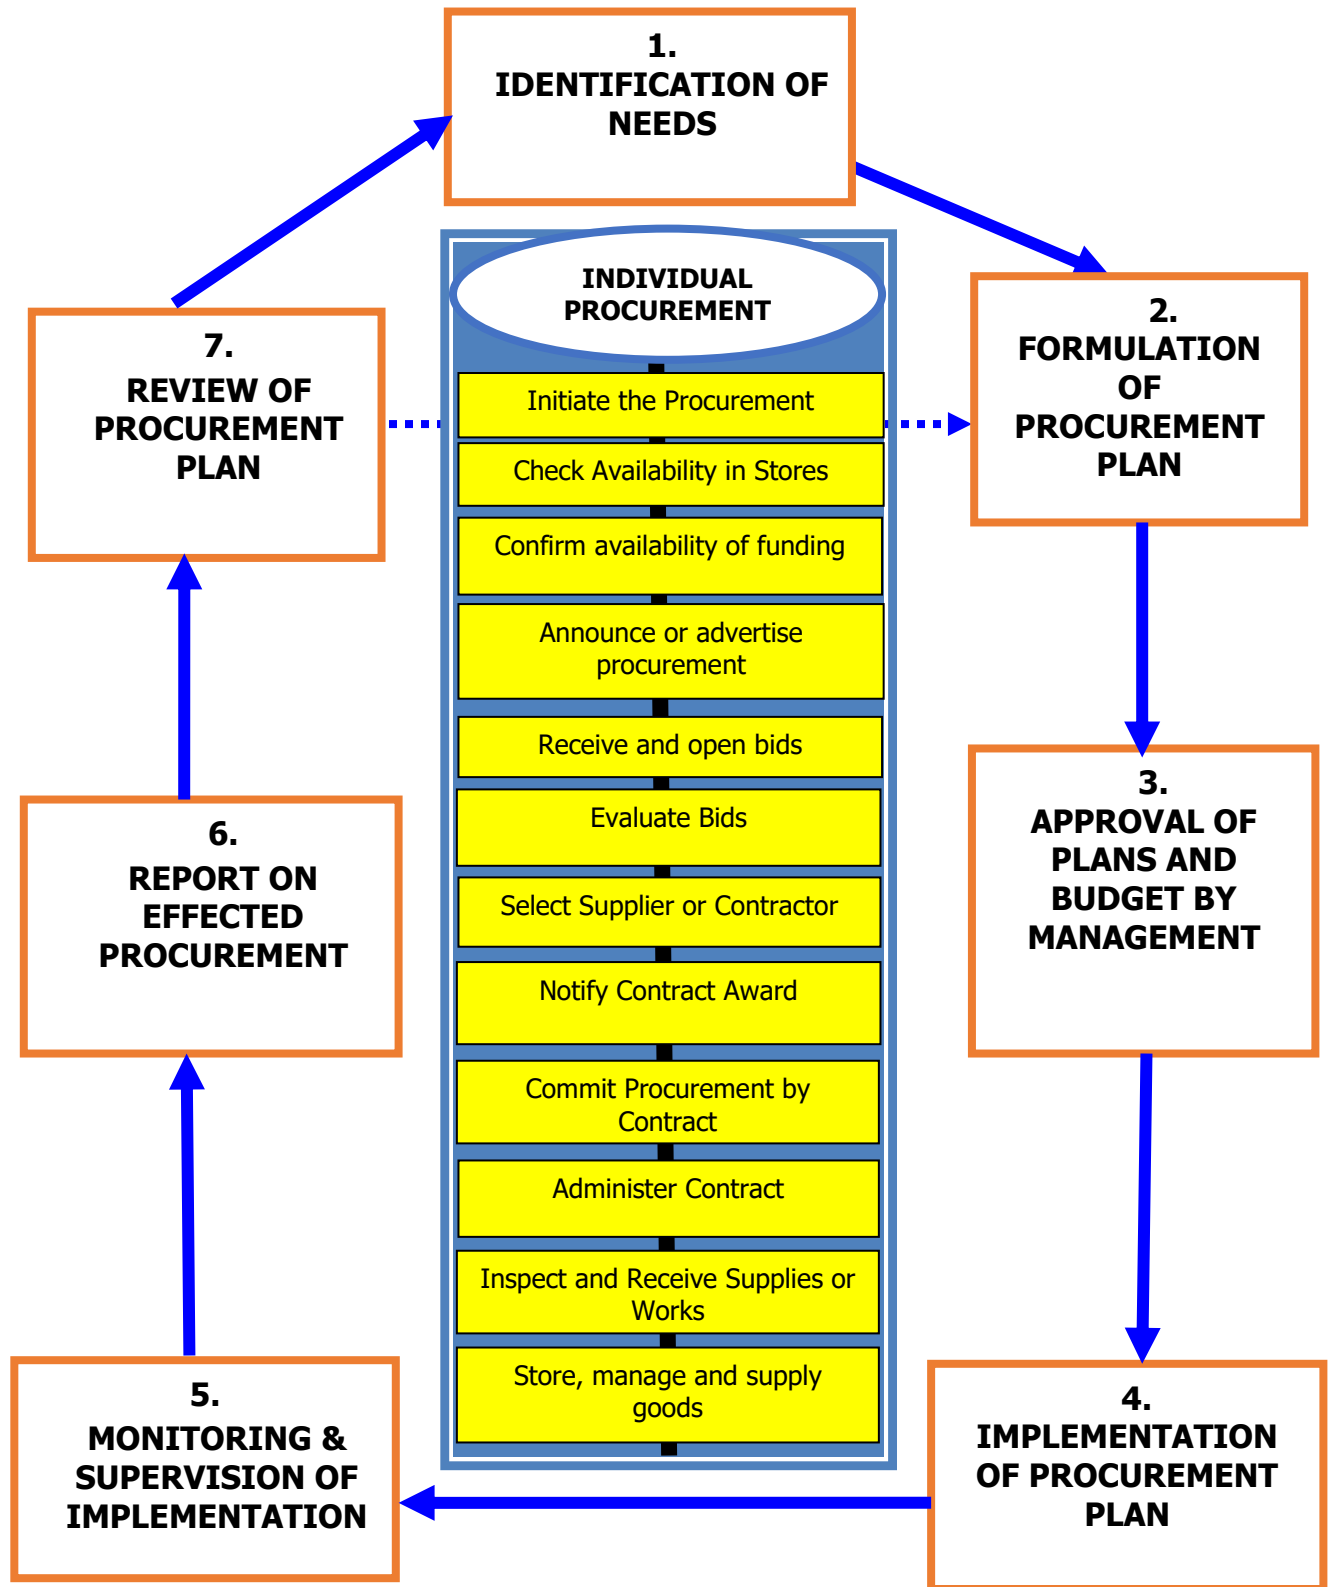 1.
IDENTIFICATION OF
NEEDS
INDIVIDUAL
PROCUREMENT
Initiate the Procurement
Check Availability in Stores
Confirm availability of funding
Announce or advertise
procurement
Receive and open bids
Evaluate Bids
Select Supplier or Contractor
Notify Contract Award
Commit Procurement by
Contract
Administer Contract
Inspect and Receive Supplies or
Works
Store, manage and supply
goods
2.
FORMULATION
OF
PROCUREMENT
PLAN
3.
APPROVAL OF
PLANS AND
BUDGET BY
MANAGEMENT
4.
IMPLEMENTATION
OF PROCUREMENT
PLAN
5.
MONITORING &
SUPERVISION OF
IMPLEMENTATION
6.
REPORT ON
EFFECTED
PROCUREMENT
7.
REVIEW OF
PROCUREMENT
PLAN